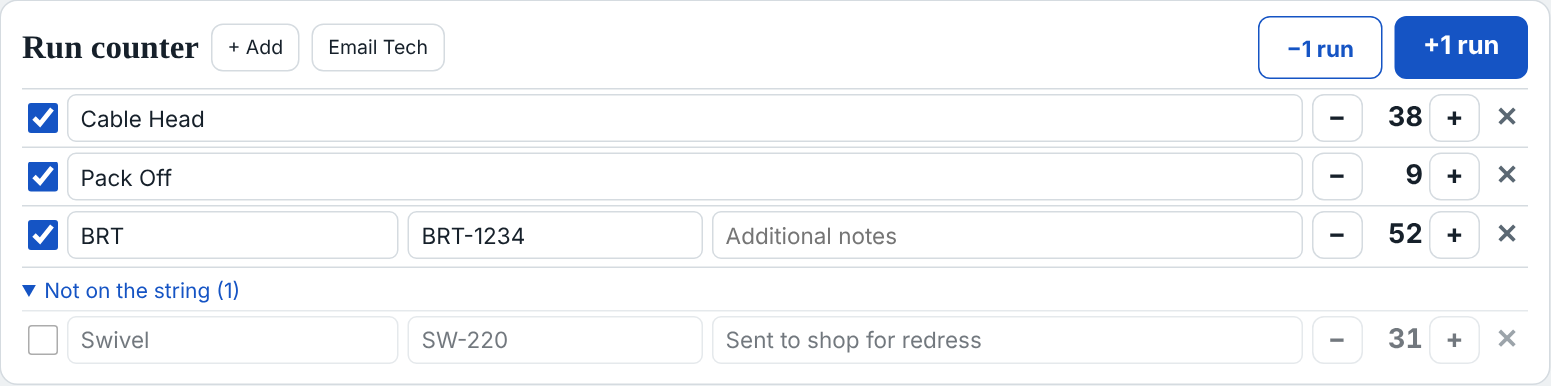 Run counter + Add Email Tech −1 run +1 run
Cable Head − 38 + ✕
Pack Off − 9 + ✕
BRT BRT-1234 Additional notes − 52 + ✕
▼ Not on the string (1)
Swivel SW-220 Sent to shop for redress − 31 + ✕